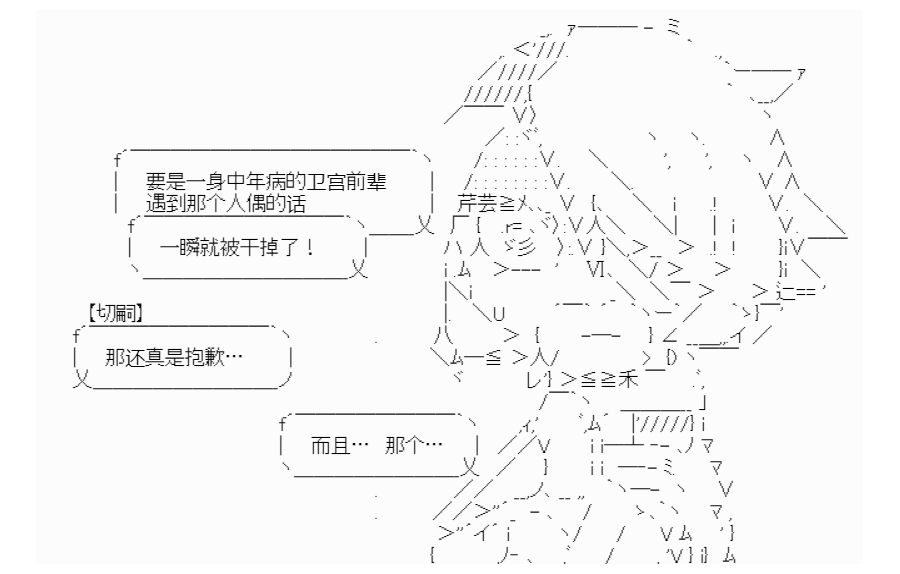 要是一身中年病的卫宫前辈
遇到那个人偶的话
一瞬就被干掉了！
【切嗣】
那还真是抱歉…
而且… 那个…